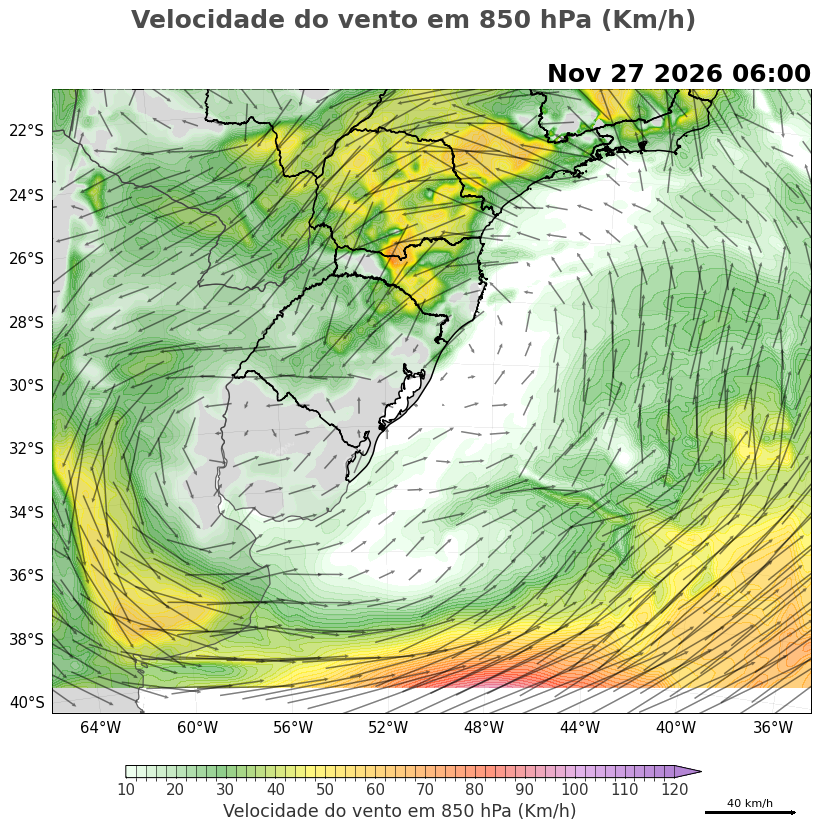 Velocidade do vento em 850 hPa (Km/h)
Nov 27 2026 06:00
22°S
24°S
26°S
28°S
30°S
32°S
34°S
36°S
38°S
40°S
64°W 60°W 56°W 52°W 48°W 44°W 40°W 36°W
10 20 30 40 50 60 70 80 90 100 110 120
Velocidade do vento em 850 hPa (Km/h)
40 km/h